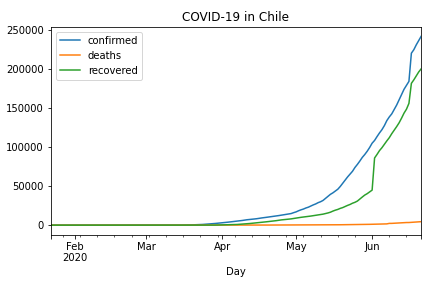 COVID-19 in Chile
confirmed
deaths
recovered
250000
200000
150000
100000
50000
0
Feb Mar Apr May Jun
2020
Day